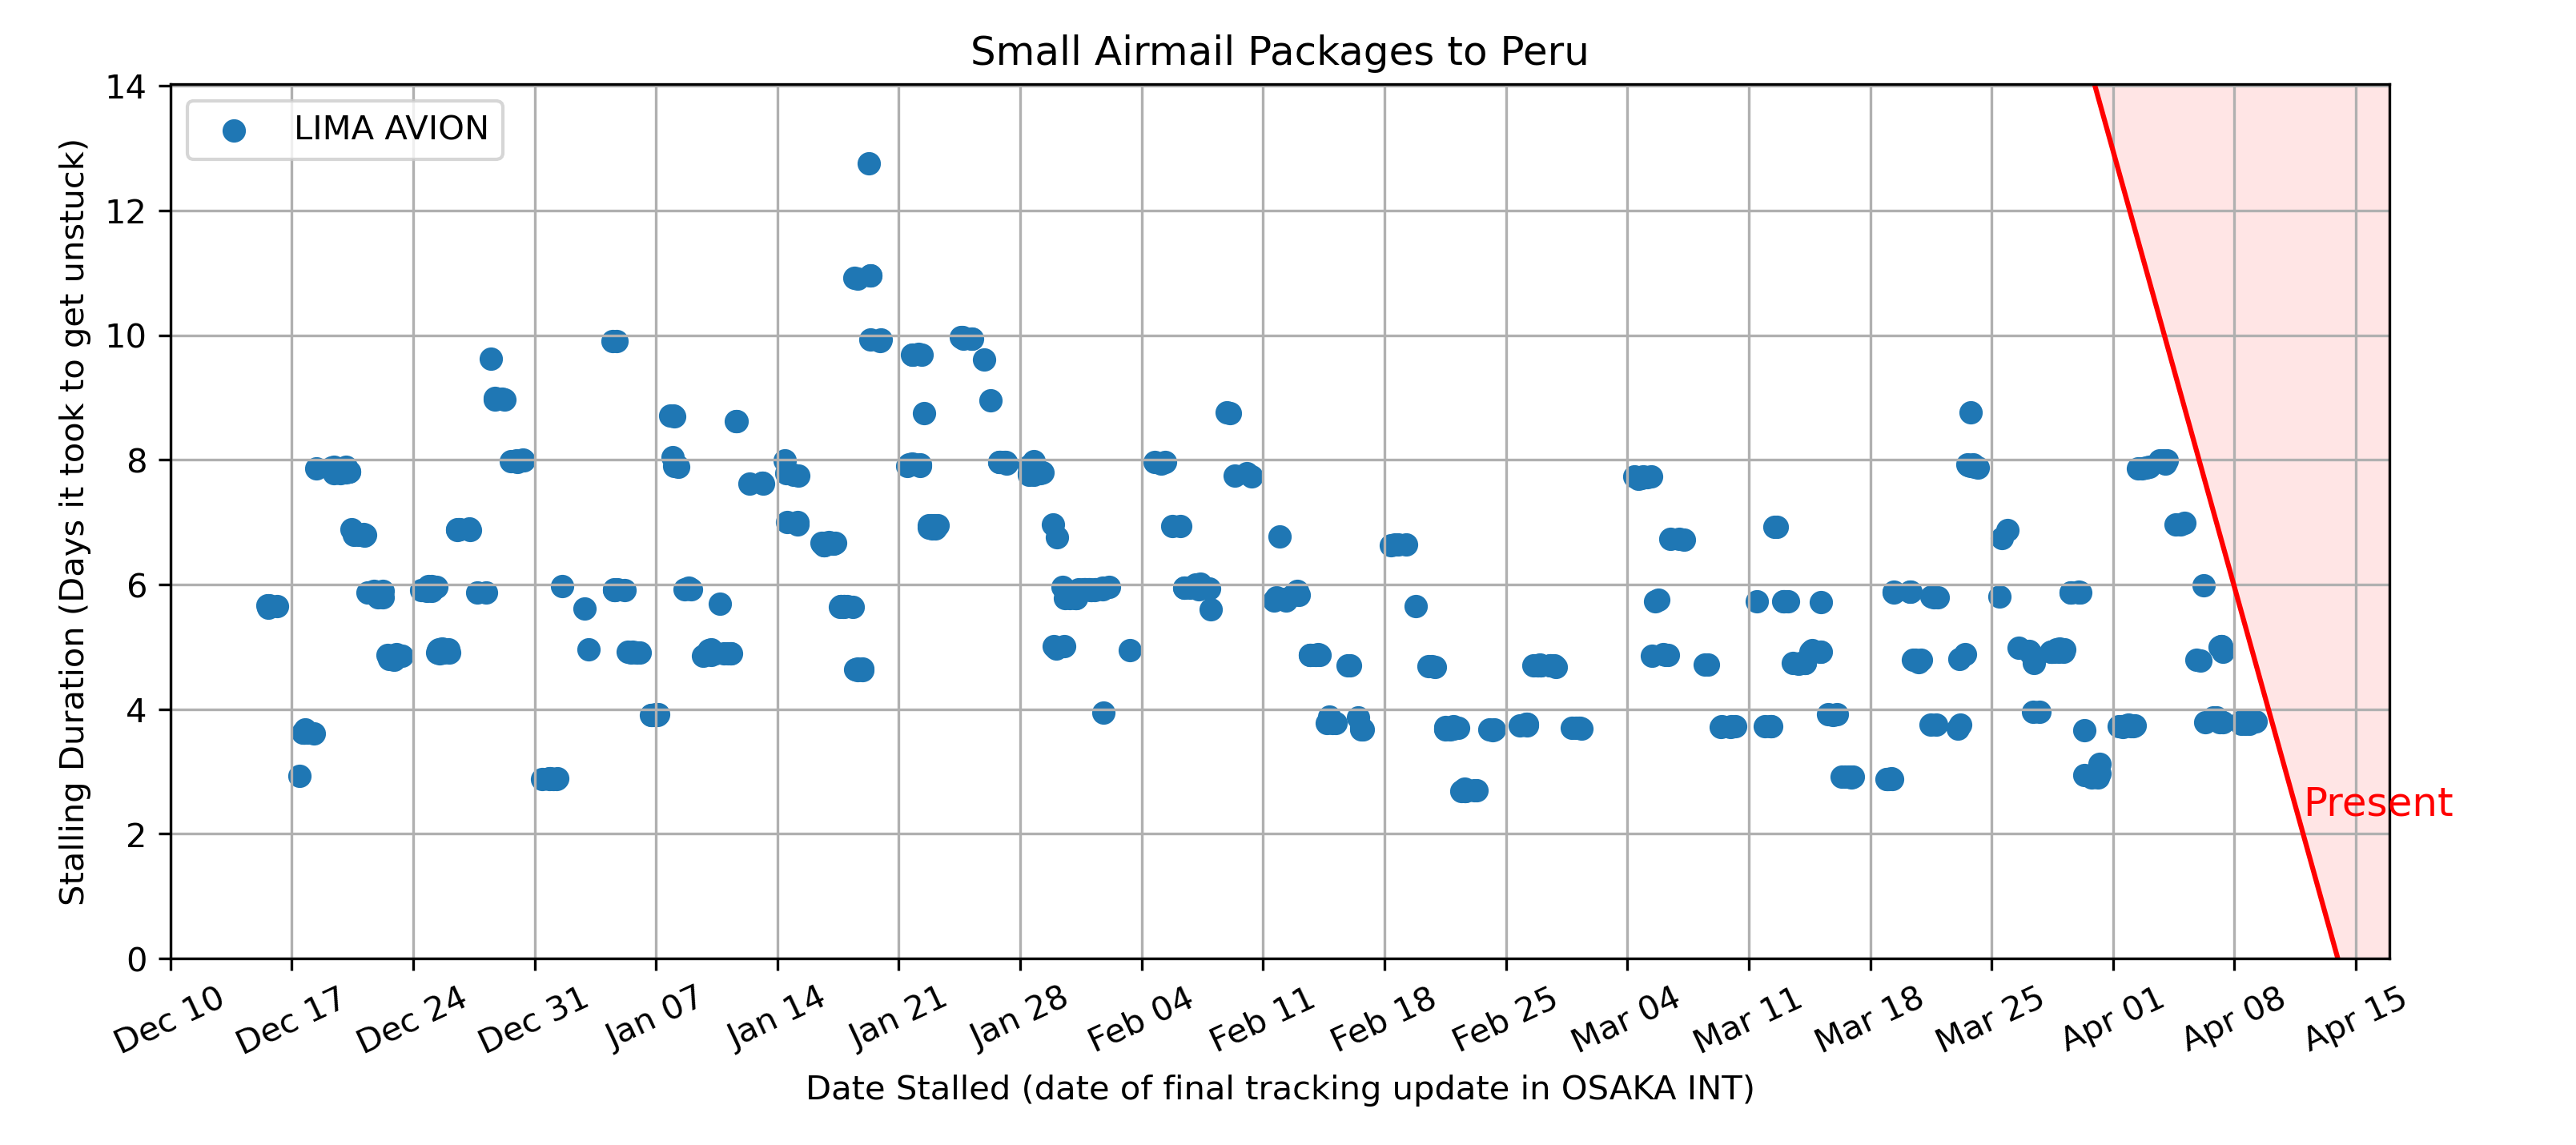 Small Airmail Packages to Peru
LIMA AVION
Stalling Duration (Days it took to get unstuck)
14
12
10
8
6
4
2
0
Present
Dec 10 Dec 17 Dec 24 Dec 31 Jan 07 Jan 14 Jan 21 Jan 28 Feb 04 Feb 11 Feb 18 Feb 25 Mar 04 Mar 11 Mar 18 Mar 25 Apr 01 Apr 08 Apr 15
Date Stalled (date of final tracking update in OSAKA INT)